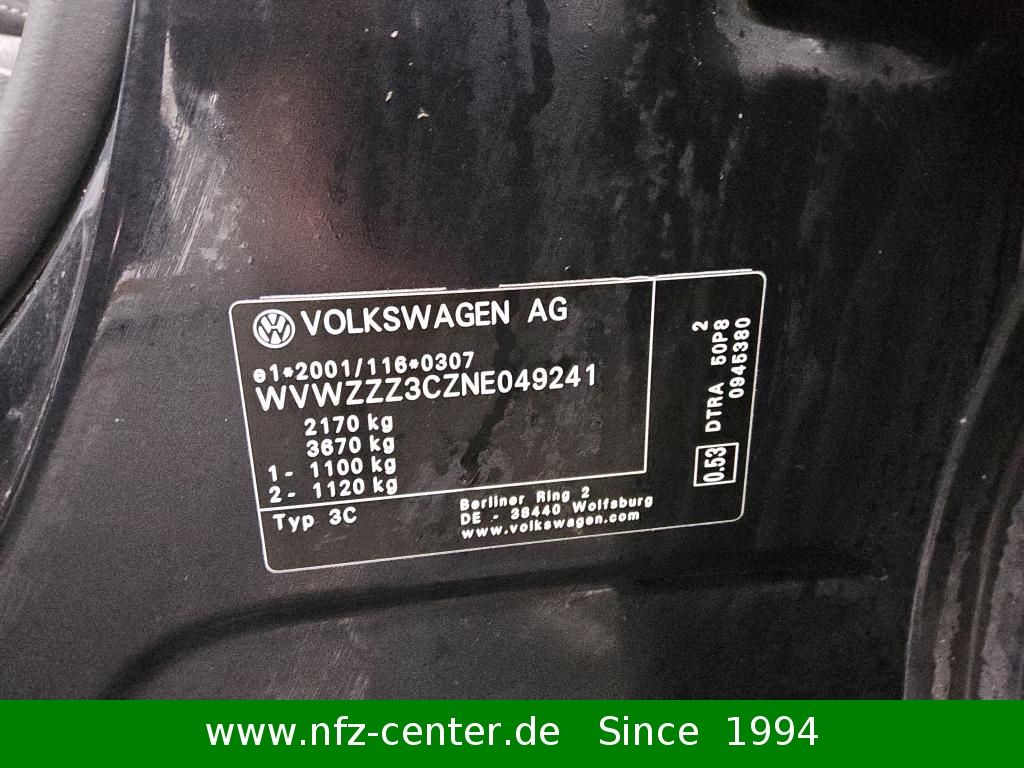 VOLKSWAGEN AG
e1*2001/116*0307
WVWZZZ3CZNE049241
2170 kg
3670 kg
1- 1100 kg
2- 1120 kg
Typ 3C
Berliner Ring 2
DE - 38440 Wolfsburg
www.volkswagen.com
2
0.53 DTRA 50P8
0945380
www.nfz-center.de Since 1994